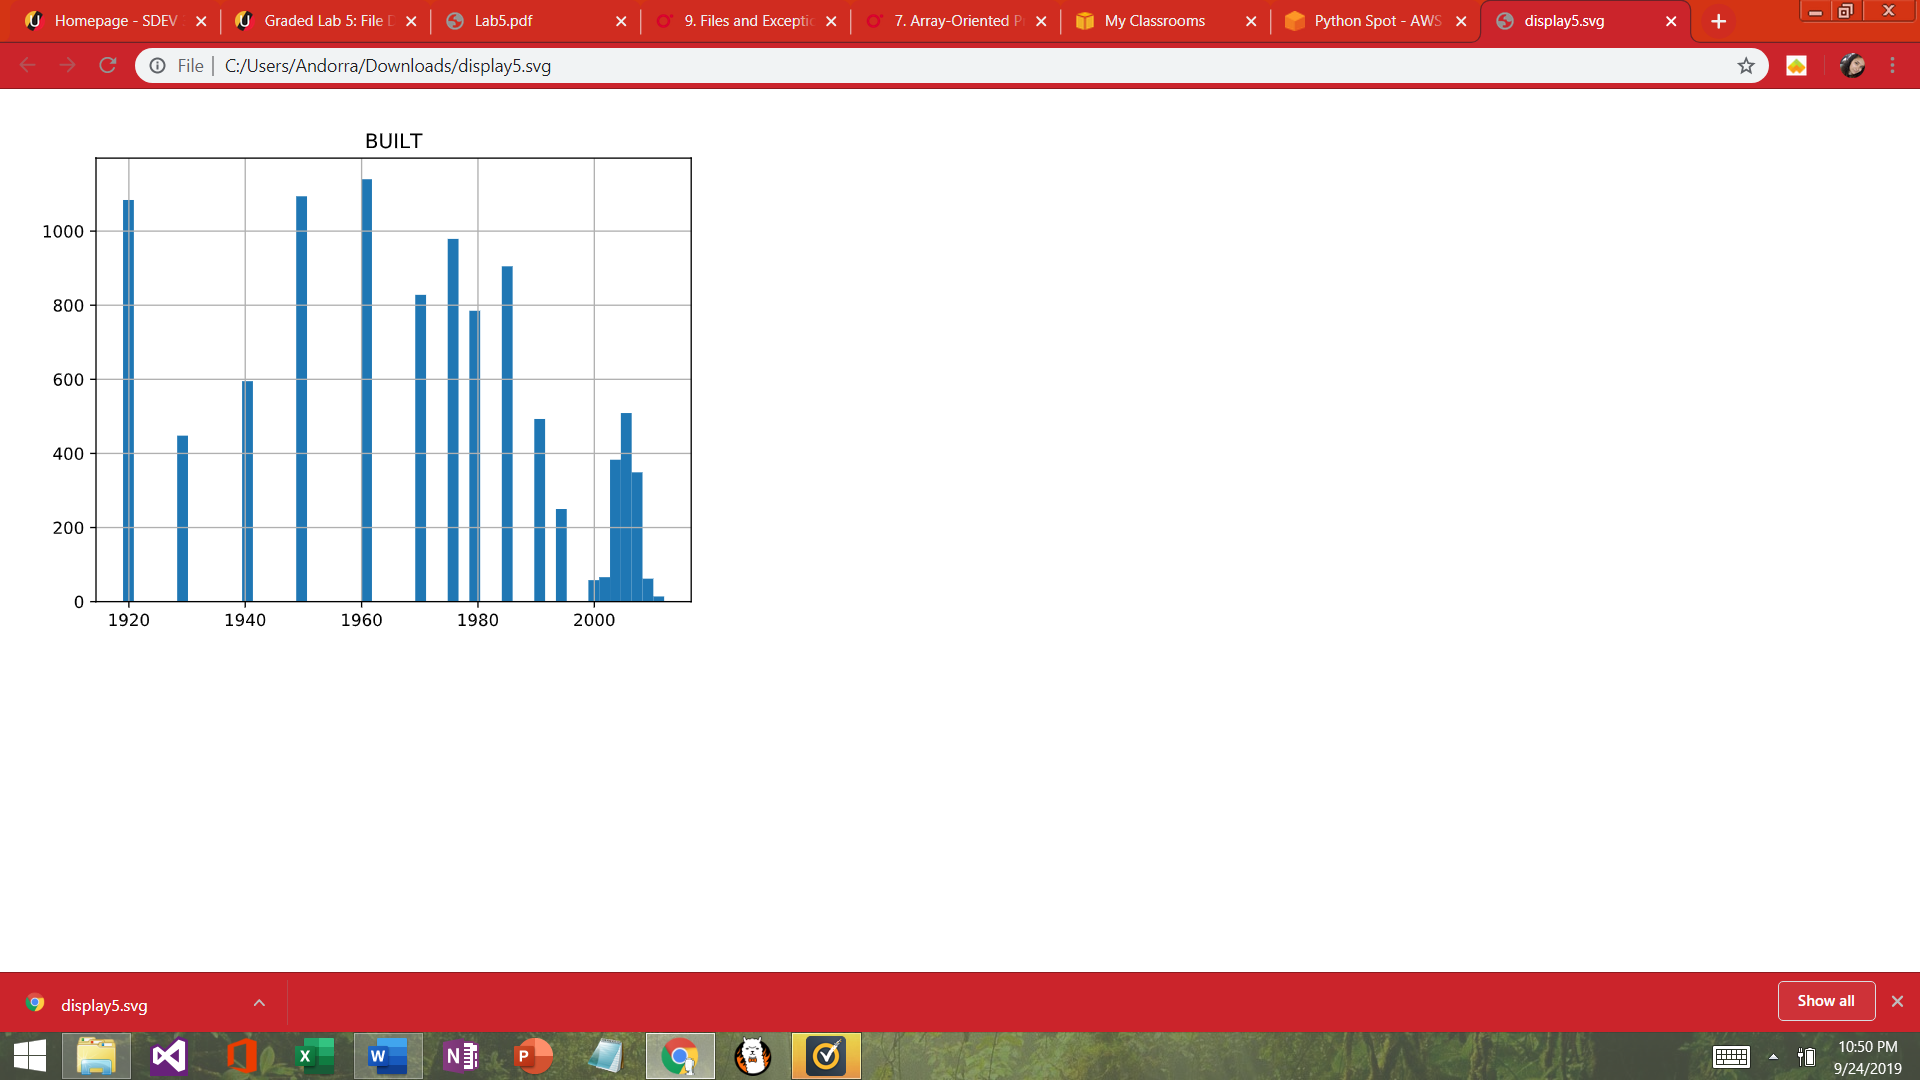 Homepage - SDEV
Graded Lab 5: File D
Lab5.pdf
9. Files and Exceptio
7. Array-Oriented P
My Classrooms
Python Spot - AWS
display5.svg
File | C:/Users/Andorra/Downloads/display5.svg
BUILT
1000
800
600
400
200
0
1920 1940 1960 1980 2000
display5.svg
Show all
10:50 PM
9/24/2019